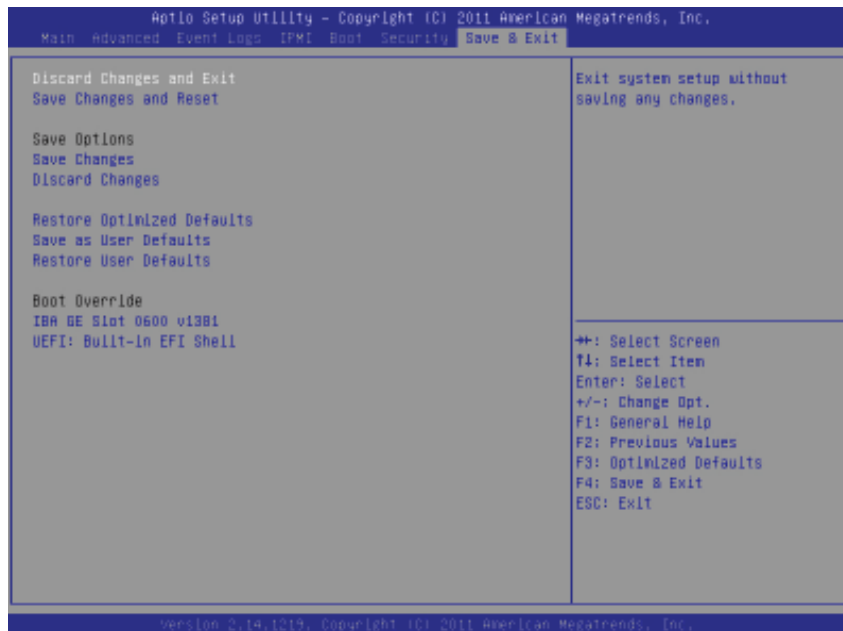 Aptio Setup Utility - Copyright (C) 2011 American Megatrends, Inc.
Main Advanced Event Logs IPMI Boot Security Save & Exit
Discard Changes and Exit
Save Changes and Reset
Save Options
Save Changes
Discard Changes
Restore Optimized Defaults
Save as User Defaults
Restore User Defaults
Boot Override
IBA GE Slot 0600 v1381
UEFI: Built-in EFI Shell
Exit system setup without
saving any changes.
→←: Select Screen
↑↓: Select Item
Enter: Select
+/-: Change Opt.
F1: General Help
F2: Previous Values
F3: Optimized Defaults
F4: Save & Exit
ESC: Exit
Version 2.14.1219. Copyright (C) 2011 American Megatrends, Inc.